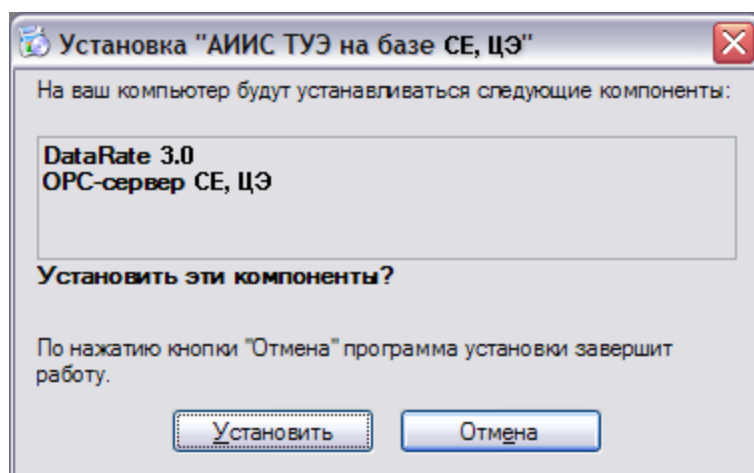 Установка "АИИС ТУЭ на базе СЕ, ЦЭ"
На ваш компьютер будут устанавливаться следующие компоненты:
DataRate 3.0
OPC-сервер СЕ, ЦЭ
Установить эти компоненты?
По нажатию кнопки "Отмена" программа установки завершит
работу.
Установить Отмена